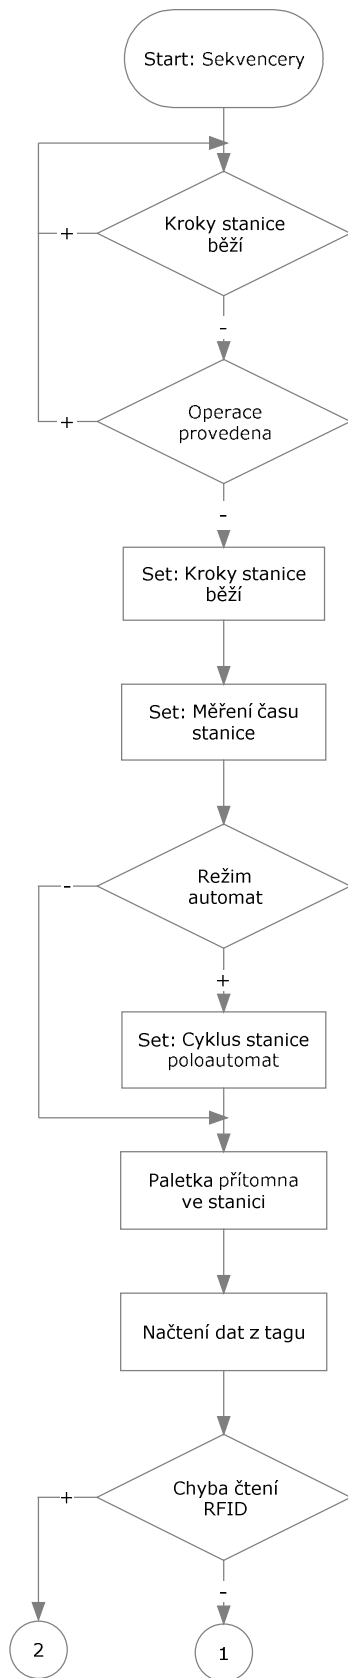 Start: Sekvencery
Kroky stanice
běží
+
-
Operace
provedena
+
-
Set: Kroky stanice
běží
Set: Měření času
stanice
Režim
automat
-
+
Set: Cyklus stanice
poloautomat
Paletka přítomna
ve stanici
Načtení dat z tagu
Chyba čtení
RFID
+
-
2
1